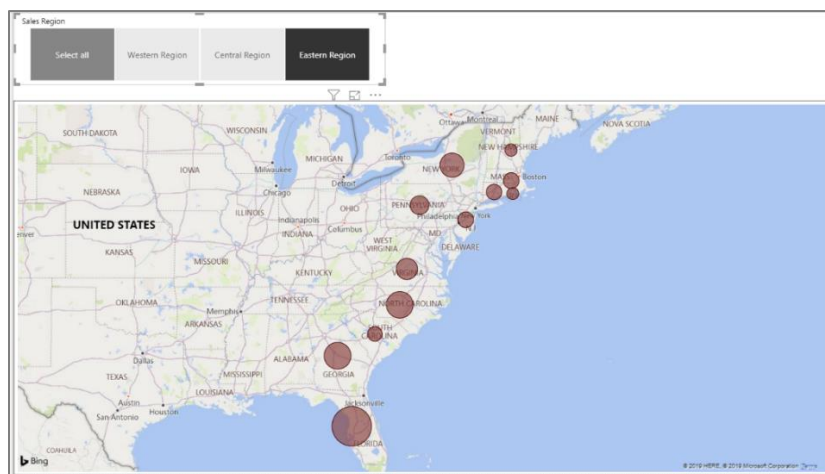 Sales Region
Select all
Western Region
Central Region
Eastern Region
Ottawa
Montreal
MAINE
NOVA SCOTIA
SOUTH DAKOTA
WISCONSIN
VERMONT
MICHIGAN
Toronto
NEW HAMPSHIRE
Milwaukee
NEW YORK
IOWA
Detroit
Boston
Chicago
NEBRASKA
PENNSYLVANIA
ILLINOIS
OHIO
Philadelphia
New York
UNITED STATES
Indianapolis
Columbus
MD
NJ
INDIANA
WEST
VIRGINIA
DELAWARE
KANSAS
MISSOURI
KENTUCKY
VIRGINIA
OKLAHOMA
TENNESSEE
NORTH CAROLINA
Memphis
ARKANSAS
SOUTH
CAROLINA
Dallas
ALABAMA
MISSISSIPPI
GEORGIA
TEXAS
LOUISIANA
Austin
Jacksonville
San Antonio
Houston
FLORIDA
COAHUILA
Bing
© 2019 HERE, © 2019 Microsoft Corporation